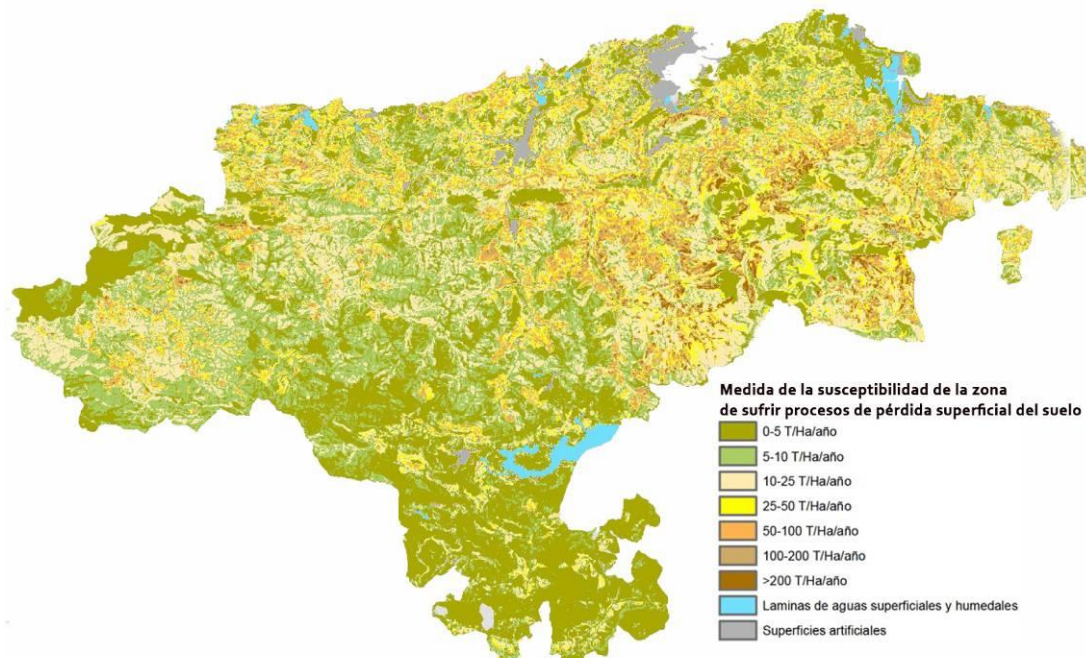 Medida de la susceptibilidad de la zona
de sufrir procesos de pérdida superficial del suelo
0-5 T/Ha/año
5-10 T/Ha/año
10-25 T/Ha/año
25-50 T/Ha/año
50-100 T/Ha/año
100-200 T/Ha/año
>200 T/Ha/año
Laminas de aguas superficiales y humedales
Superficies artificiales